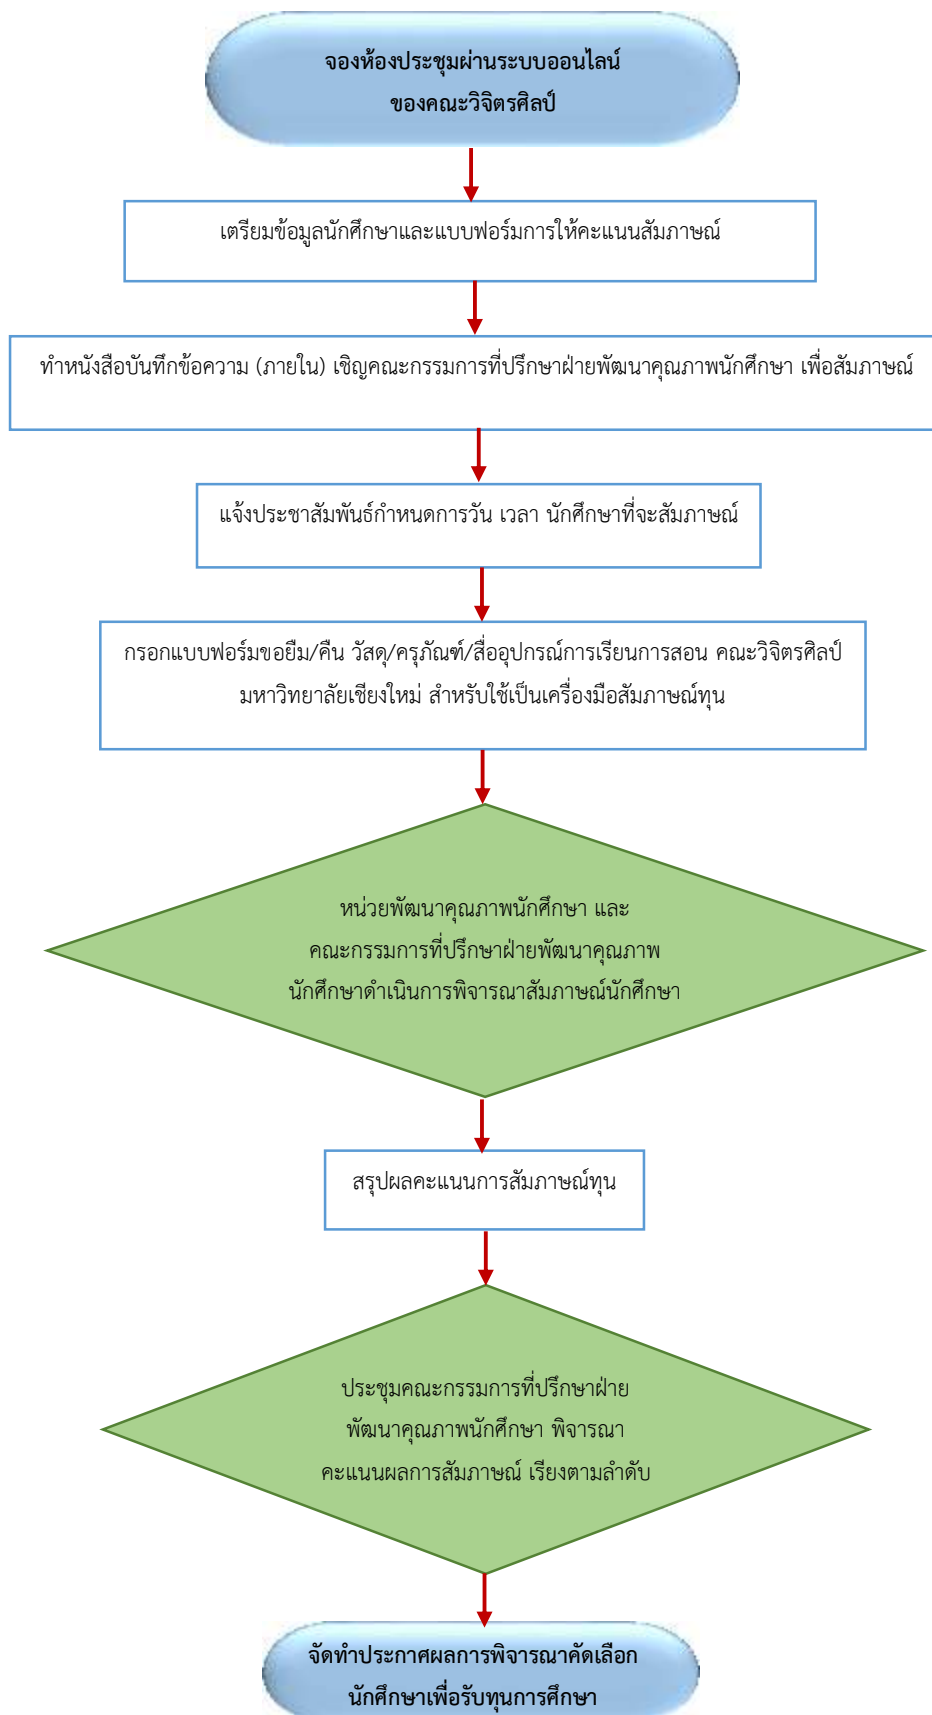 จองห้องประชุมผ่านระบบออนไลน์
ของคณะวิจิตรศิลป์
เตรียมข้อมูลนักศึกษาและแบบฟอร์มการให้คะแนนสัมภาษณ์
ทำหนังสือบันทึกข้อความ (ภายใน) เชิญคณะกรรมการที่ปรึกษาฝ่ายพัฒนาคุณภาพนักศึกษา เพื่อสัมภาษณ์
แจ้งประชาสัมพันธ์กำหนดการวัน เวลา นักศึกษาที่จะสัมภาษณ์
กรอกแบบฟอร์มขอยืม/คืน วัสดุ/ครุภัณฑ์/สื่ออุปกรณ์การเรียนการสอน คณะวิจิตรศิลป์
มหาวิทยาลัยเชียงใหม่ สำหรับใช้เป็นเครื่องมือสัมภาษณ์ทุน
หน่วยพัฒนาคุณภาพนักศึกษา และ
คณะกรรมการที่ปรึกษาฝ่ายพัฒนาคุณภาพ
นักศึกษาดำเนินการพิจารณาสัมภาษณ์นักศึกษา
สรุปผลคะแนนการสัมภาษณ์ทุน
ประชุมคณะกรรมการที่ปรึกษาฝ่าย
พัฒนาคุณภาพนักศึกษา พิจารณา
คะแนนผลการสัมภาษณ์ เรียงตามลำดับ
จัดทำประกาศผลการพิจารณาคัดเลือก
นักศึกษาเพื่อรับทุนการศึกษา